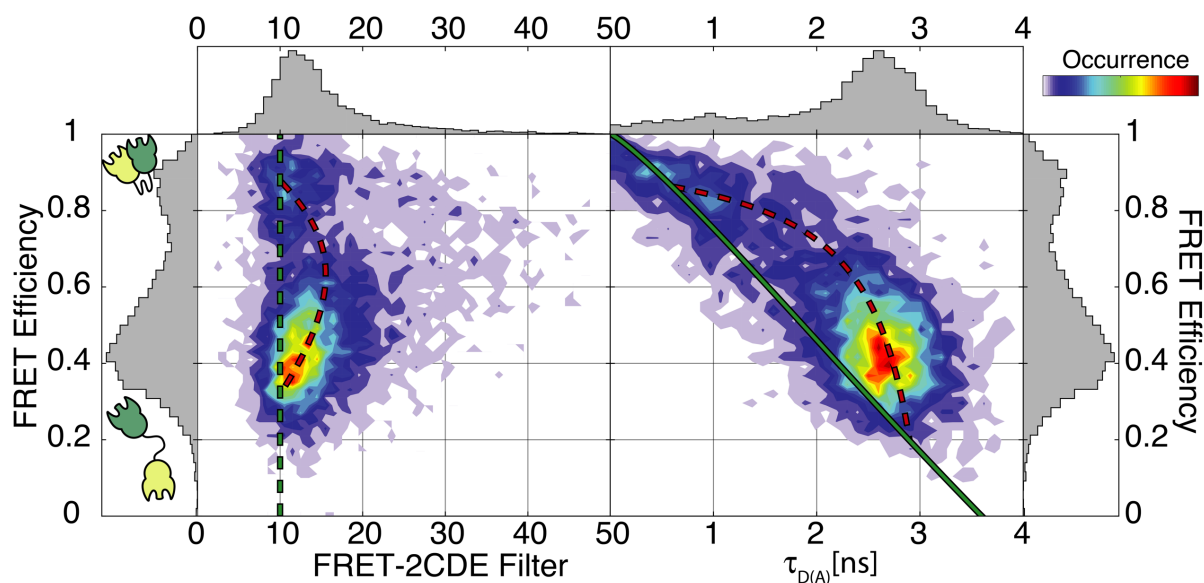 0 10 20 30 40 50 1 2 3 4
Occurrence
1 1
0.8 0.8
0.6 0.6
0.4 0.4
0.2 0.2
0 0
FRET Efficiency
FRET Efficiency
0 10 20 30 40 50 1 2 3 4
FRET-2CDE Filter
τD(A)[ns]